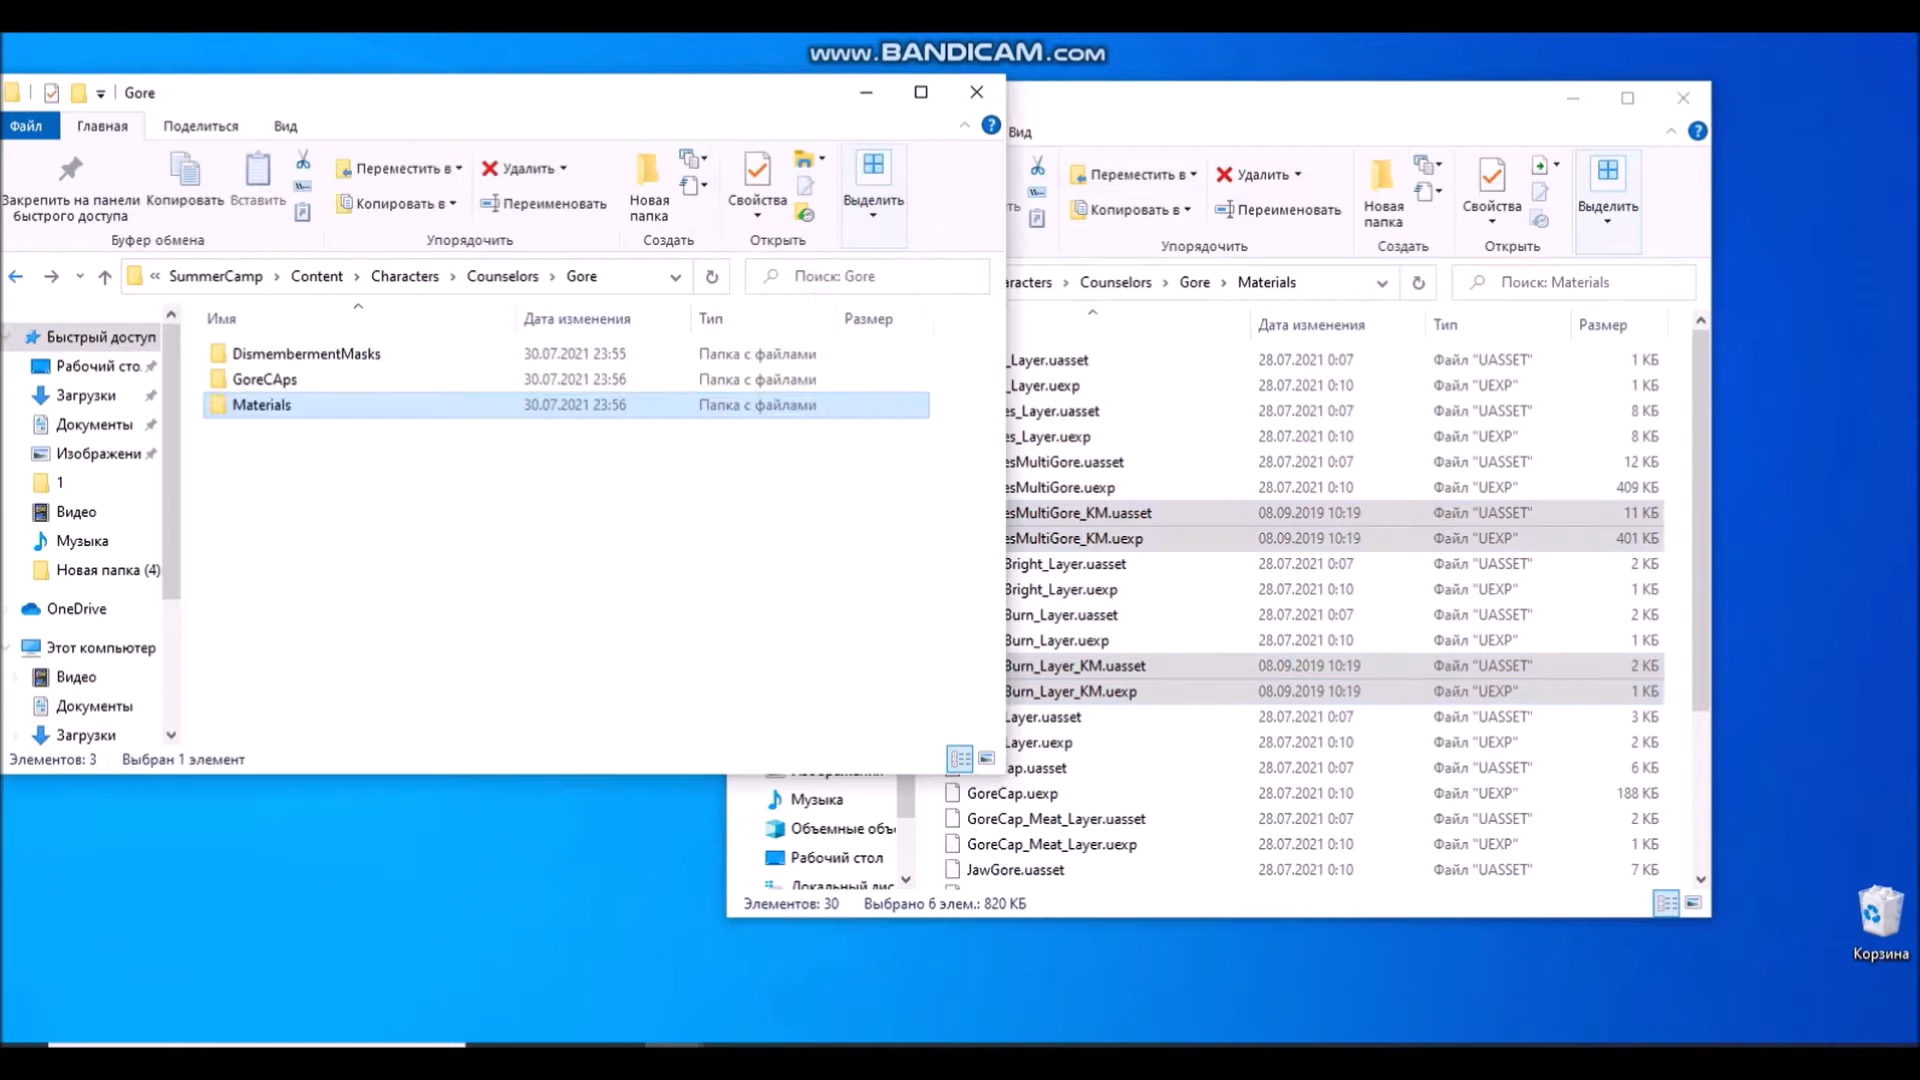 www.BANDICAM.com
Gore
Файл Главная Поделиться Вид
Закрепить на панели быстрого доступа
Копировать
Вставить
Переместить в
Копировать в
Удалить
Переименовать
Новая папка
Свойства
Выделить
Буфер обмена Упорядочить Создать Открыть
« SummerCamp > Content > Characters > Counselors > Gore
Поиск: Gore
Имя Дата изменения Тип Размер
DismembermentMasks 30.07.2021 23:55 Папка с файлами
GoreCAps 30.07.2021 23:56 Папка с файлами
Materials 30.07.2021 23:56 Папка с файлами
Быстрый доступ
Рабочий сто.
Загрузки
Документы
Изображени
1
Видео
Музыка
Новая папка (4)
OneDrive
Этот компьютер
Видео
Документы
Загрузки
Элементов: 3 Выбран 1 элемент
Вид
Переместить в
Копировать в
Удалить
Переименовать
Новая папка
Свойства
Выделить
Упорядочить Создать Открыть
aracters > Counselors > Gore > Materials
Поиск: Materials
Дата изменения Тип Размер
_Layer.uasset 28.07.2021 0:07 Файл "UASSET" 1 КБ
_Layer.uexp 28.07.2021 0:10 Файл "UEXP" 1 КБ
es_Layer.uasset 28.07.2021 0:07 Файл "UASSET" 8 КБ
es_Layer.uexp 28.07.2021 0:10 Файл "UEXP" 8 КБ
esMultiGore.uasset 28.07.2021 0:07 Файл "UASSET" 12 КБ
esMultiGore.uexp 28.07.2021 0:10 Файл "UEXP" 409 КБ
esMultiGore_KM.uasset 08.09.2019 10:19 Файл "UASSET" 11 КБ
esMultiGore_KM.uexp 08.09.2019 10:19 Файл "UEXP" 401 КБ
Bright_Layer.uasset 28.07.2021 0:07 Файл "UASSET" 2 КБ
Bright_Layer.uexp 28.07.2021 0:10 Файл "UEXP" 1 КБ
Burn_Layer.uasset 28.07.2021 0:07 Файл "UASSET" 2 КБ
Burn_Layer.uexp 28.07.2021 0:10 Файл "UEXP" 1 КБ
Burn_Layer_KM.uasset 08.09.2019 10:19 Файл "UASSET" 2 КБ
Burn_Layer_KM.uexp 08.09.2019 10:19 Файл "UEXP" 1 КБ
Layer.uasset 28.07.2021 0:07 Файл "UASSET" 3 КБ
Layer.uexp 28.07.2021 0:10 Файл "UEXP" 2 КБ
ap.uasset 28.07.2021 0:07 Файл "UASSET" 6 КБ
GoreCap.uexp 28.07.2021 0:10 Файл "UEXP" 188 КБ
GoreCap_Meat_Layer.uasset 28.07.2021 0:07 Файл "UASSET" 2 КБ
GoreCap_Meat_Layer.uexp 28.07.2021 0:10 Файл "UEXP" 1 КБ
JawGore.uasset 28.07.2021 0:10 Файл "UASSET" 7 КБ
Музыка
Объемные объ
Рабочий стол
Локальный дис
Элементов: 30 Выбрано 6 элем.: 820 КБ
Корзина